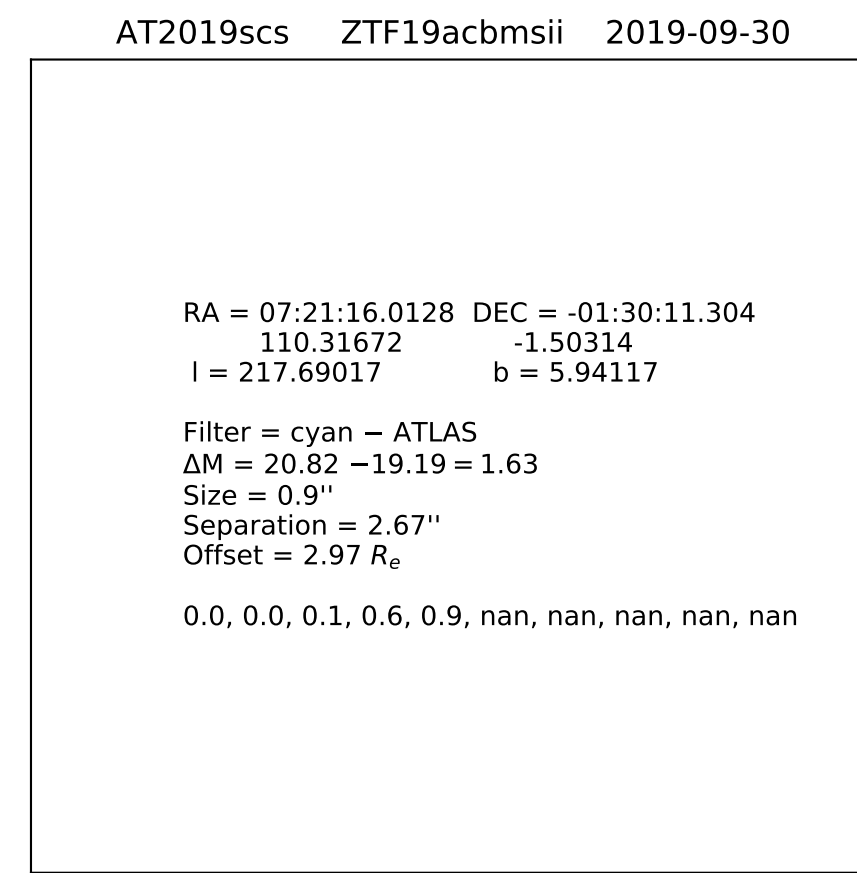 AT2019scs ZTF19acbmsii 2019-09-30
RA = 07:21:16.0128 DEC = -01:30:11.304
110.31672 -1.50314
l = 217.69017 b = 5.94117
Filter = cyan − ATLAS
ΔM = 20.82 −19.19 = 1.63
Size = 0.9''
Separation = 2.67''
Offset = 2.97 Rₑ
0.0, 0.0, 0.1, 0.6, 0.9, nan, nan, nan, nan, nan